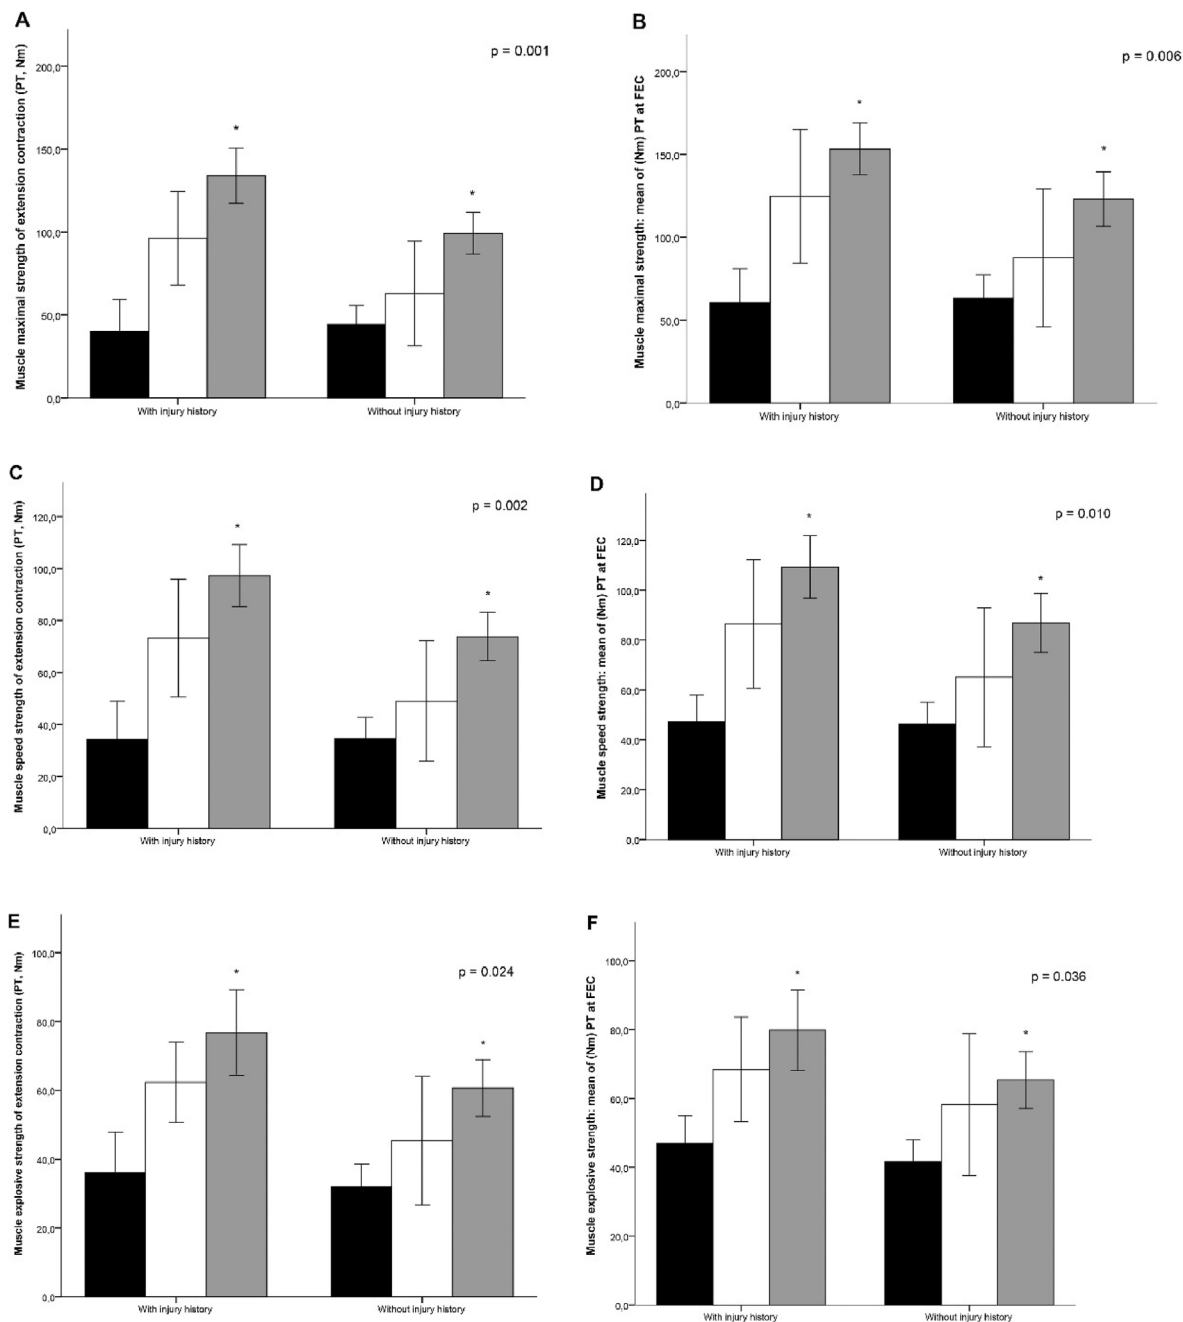 A
Muscle maximal strength of extension contraction (PT, Nm)
p = 0.001
200,0
150,0
100,0
50,0
0,0
*
*
With injury history
Without injury history
B
Muscle maximal strength: mean of (Nm) PT at FEC
p = 0.006
200,0
150,0
100,0
50,0
0,0
*
*
With injury history
Without injury history
C
Muscle speed strength of extension contraction (PT, Nm)
p = 0.002
120,0
100,0
80,0
60,0
40,0
20,0
0,0
*
*
With injury history
Without injury history
D
Muscle speed strength: mean of (Nm) PT at FEC
p = 0.010
120,0
100,0
80,0
60,0
40,0
20,0
0,0
*
*
With injury history
Without injury history
E
Muscle explosive strength of extension contraction (PT, Nm)
p = 0.024
100,0
80,0
60,0
40,0
20,0
0,0
*
*
With injury history
Without injury history
F
Muscle explosive strength: mean of (Nm) PT at FEC
p = 0.036
100,0
80,0
60,0
40,0
20,0
0,0
*
*
With injury history
Without injury history